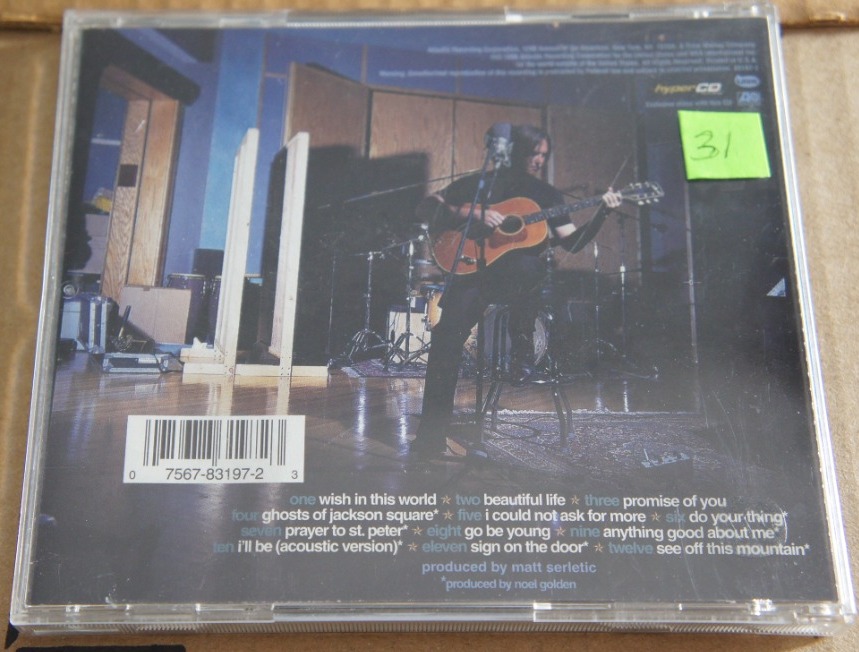 hyperCD
31
0 7567-83197-2 3
one wish in this world ★ two beautiful life ★ three promise of you
four ghosts of jackson square* ★ five i could not ask for more ★ six do your thing*
seven prayer to st. peter* ★ eight go be young ★ nine anything good about me*
ten i'll be (acoustic version)* ★ eleven sign on the door* ★ twelve see off this mountain*
produced by matt serletic
*produced by noel golden